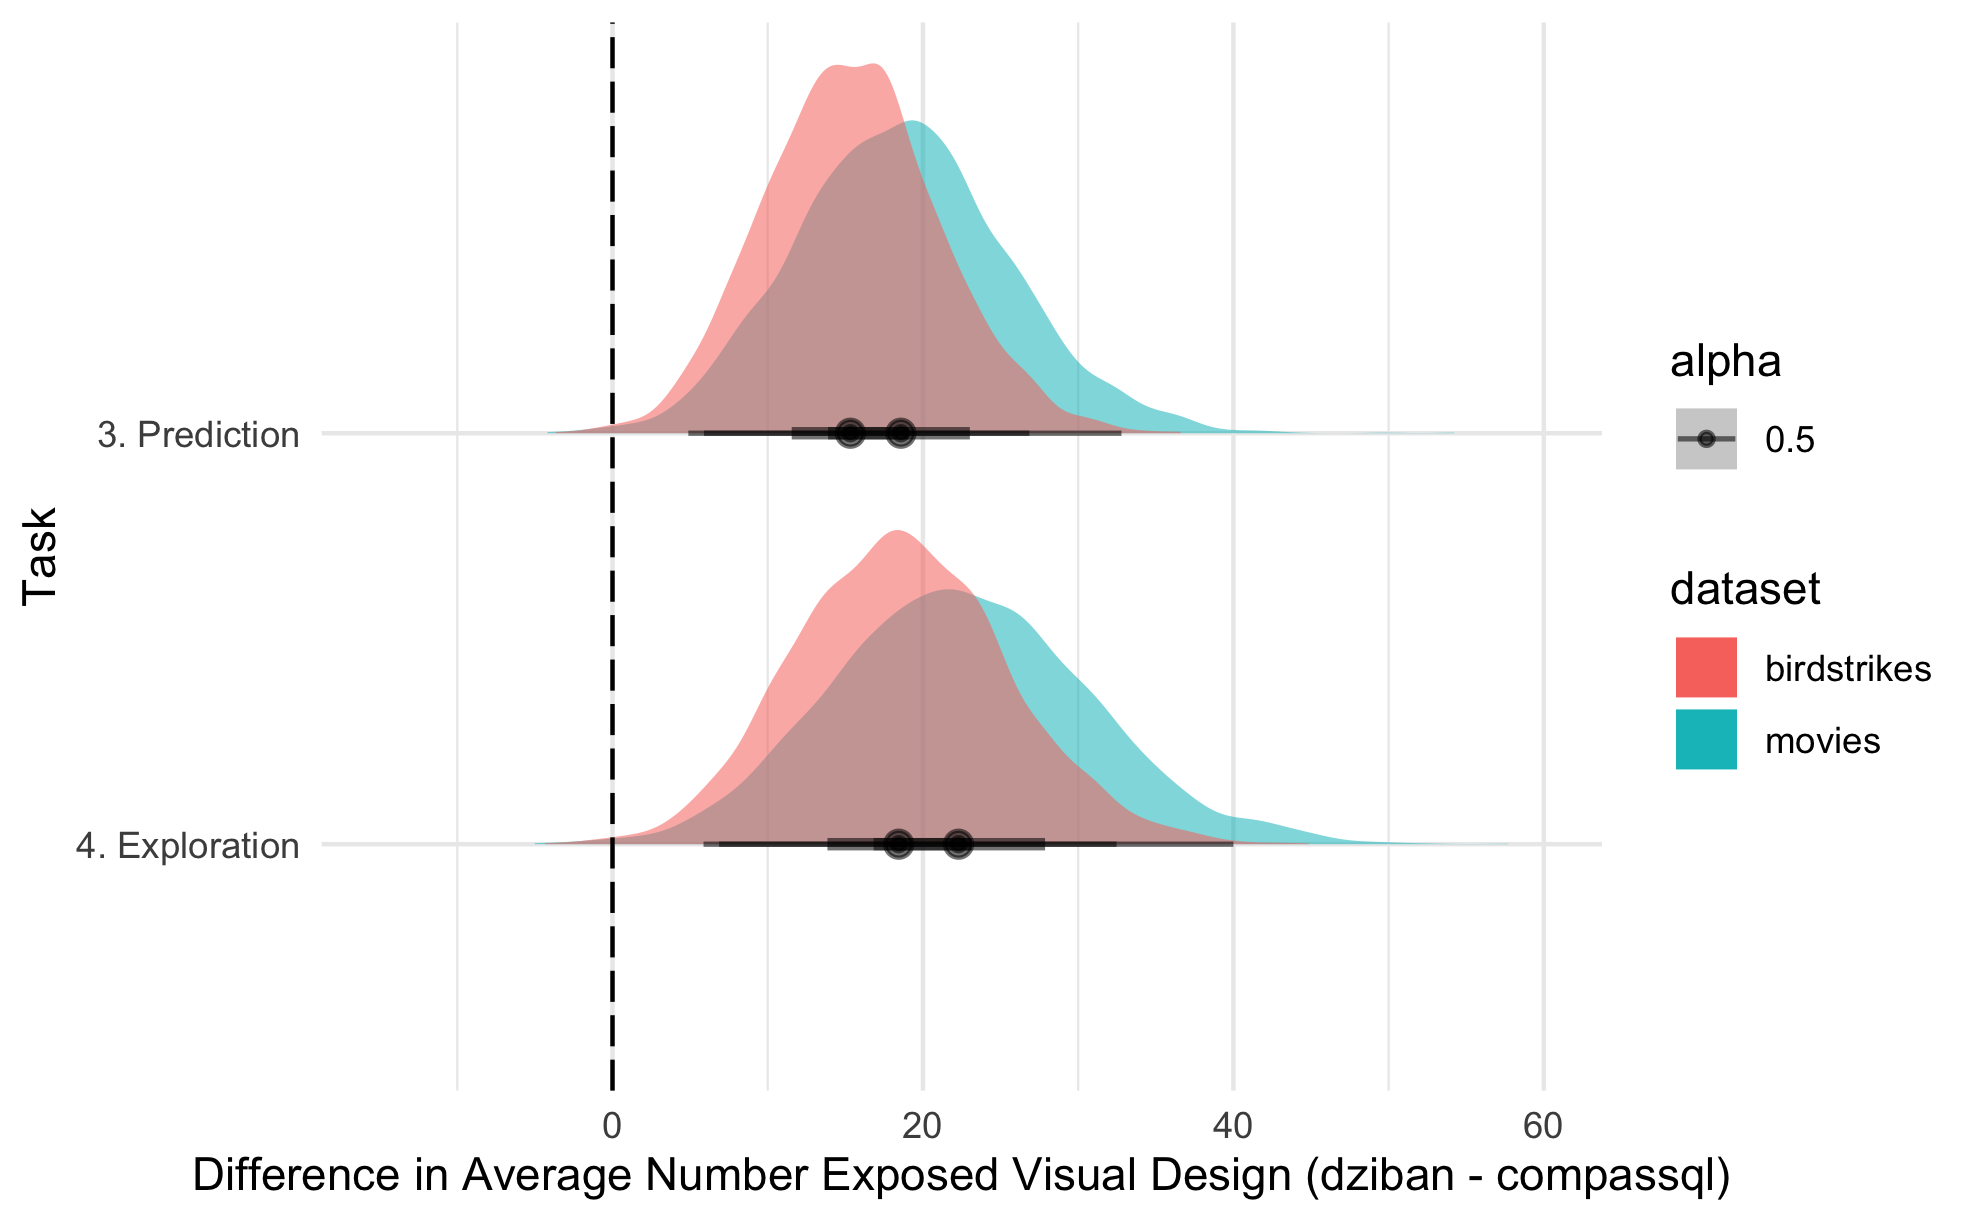 3. Prediction
4. Exploration
Task
0
20
40
60
Difference in Average Number Exposed Visual Design (dziban - compassql)
alpha
0.5
dataset
birdstrikes
movies